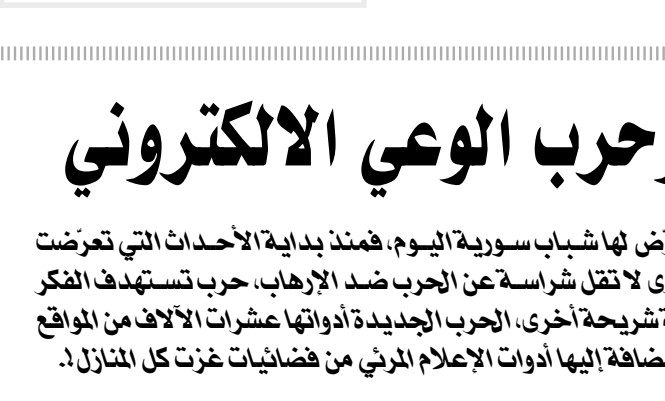 حرب الوعي الالكتروني
لها شباب سورية اليوم، فمنذ بداية الأحداث التي تعرّضت
لا تقل شراسة عن الحرب ضد الإرهاب، حرب تستهدف الفكر
شريحة أخرى، الحرب الجديدة أدواتها عشرات الآلاف من المواقع
إليها أدوات الإعلام المرئي من فضائيات غزت كل المنازل!.